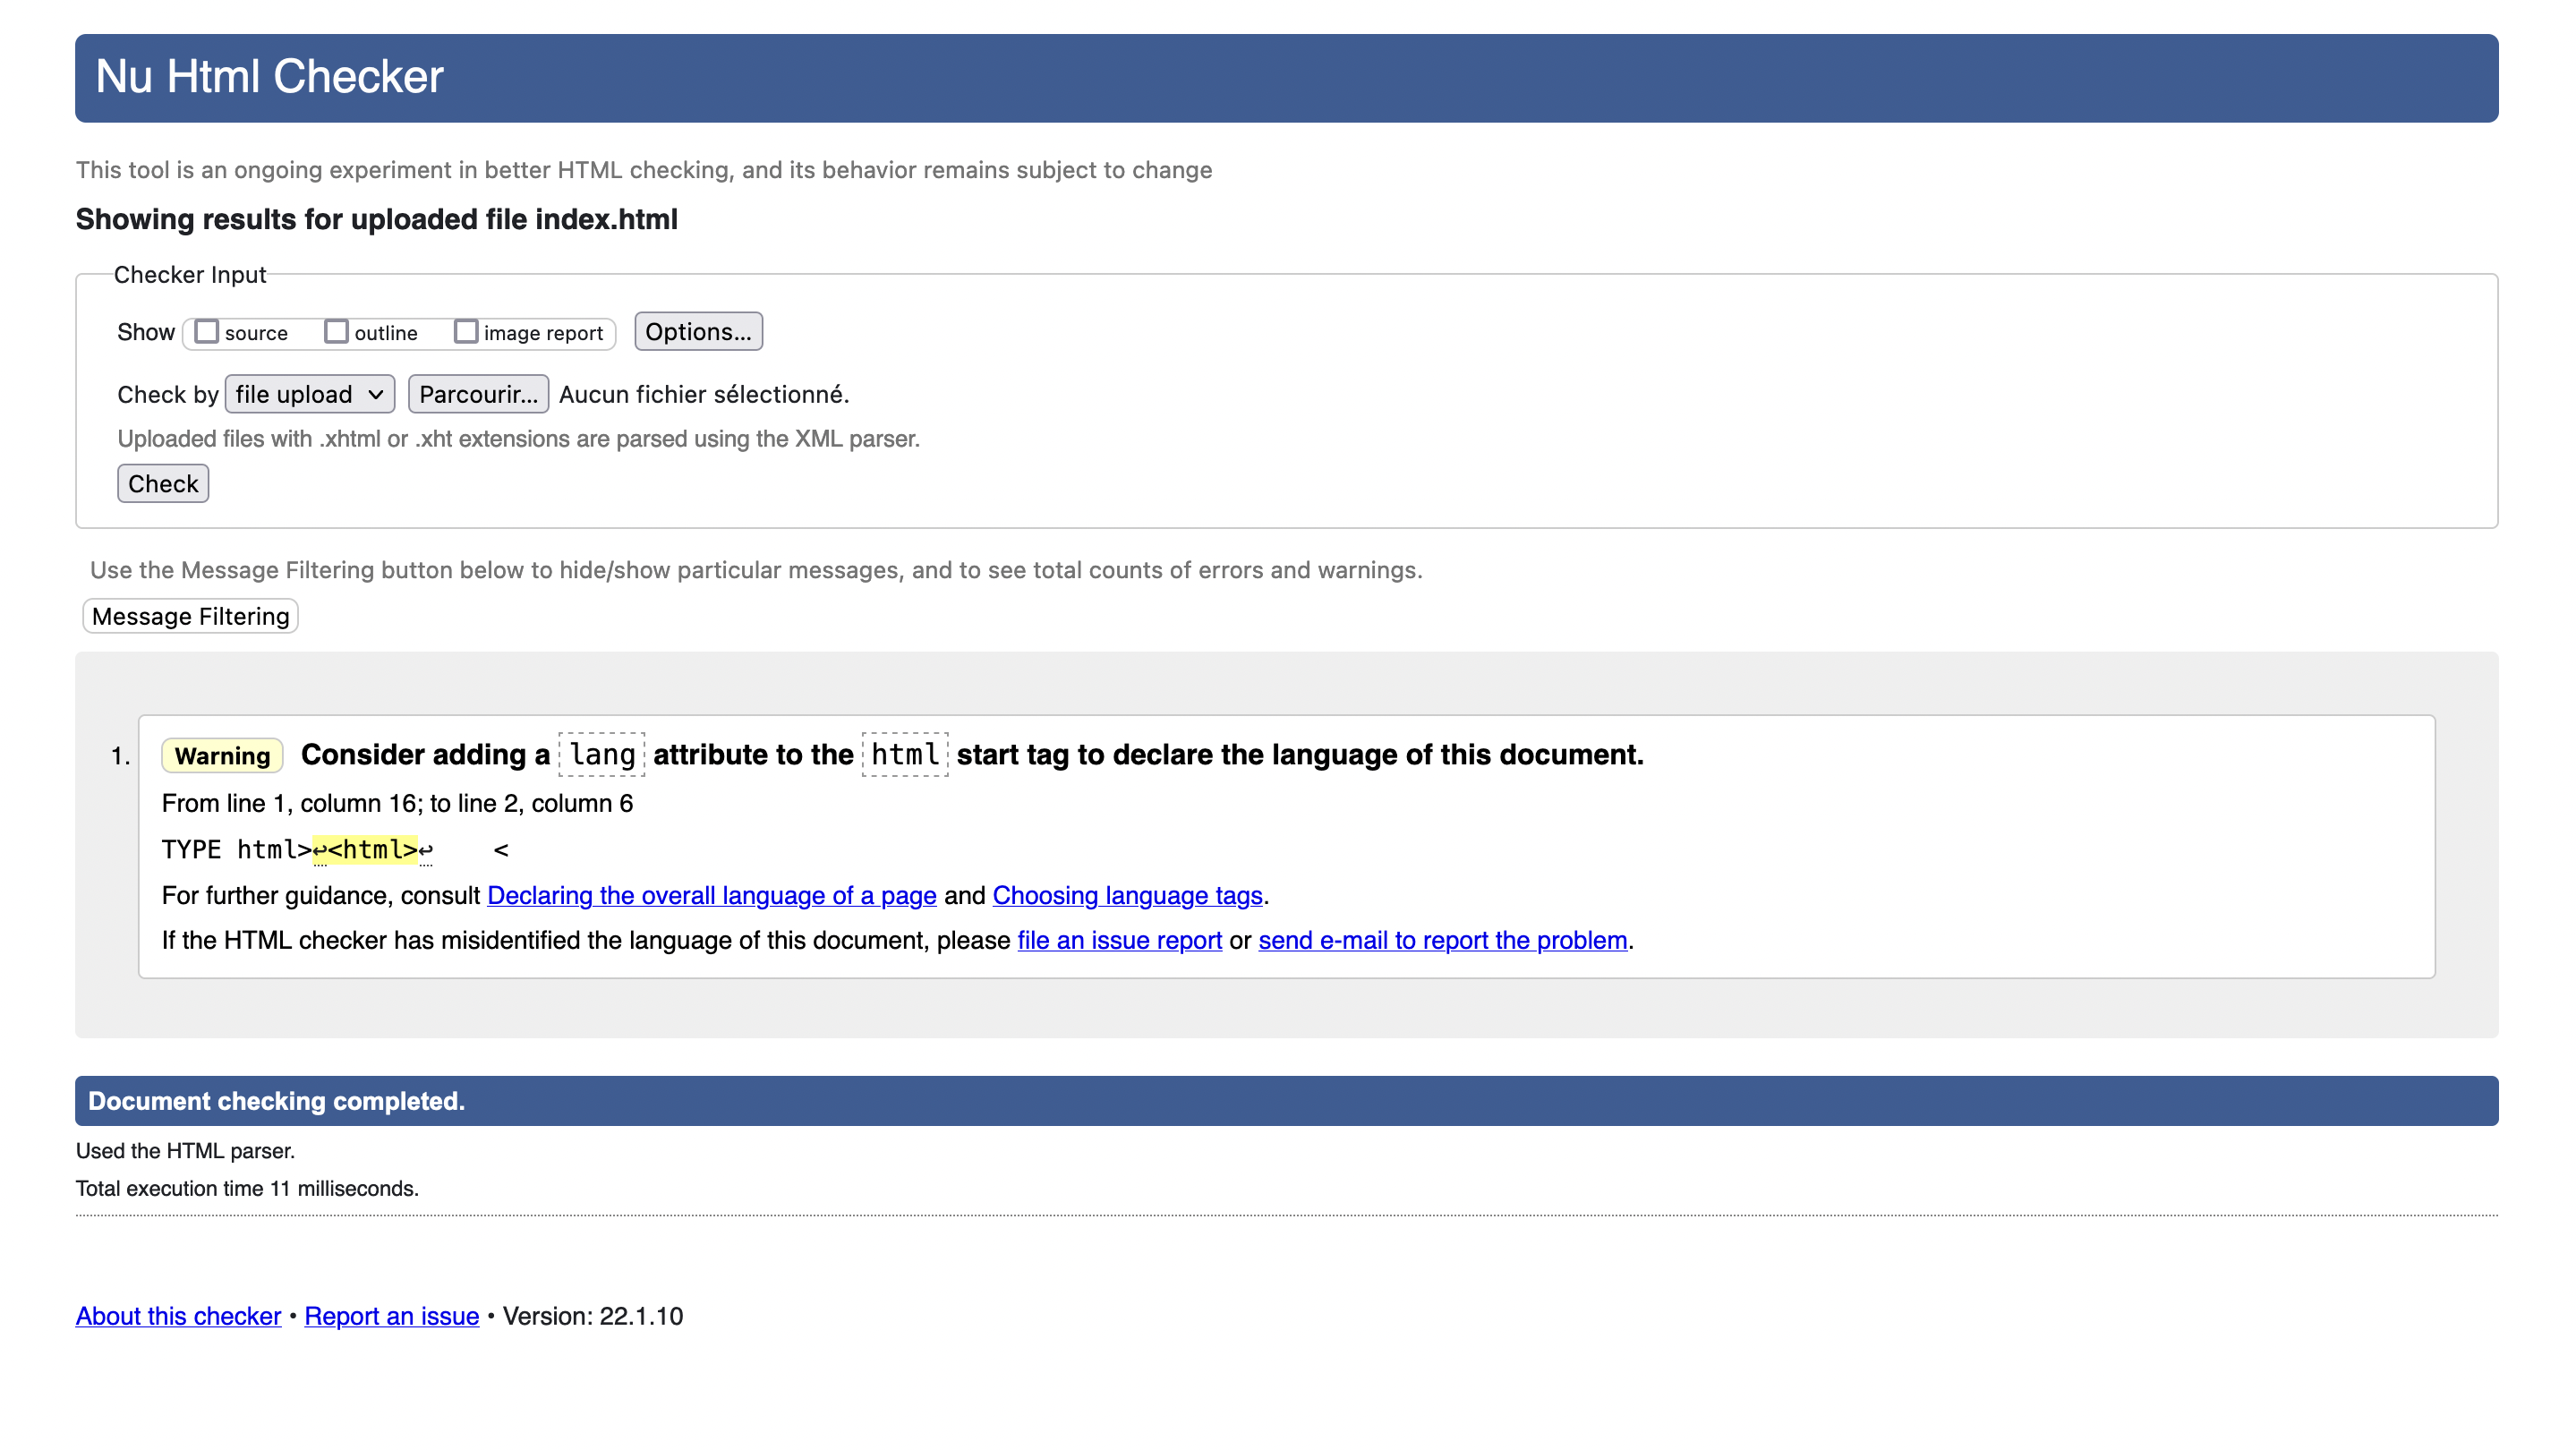 Nu Html Checker
This tool is an ongoing experiment in better HTML checking, and its behavior remains subject to change
Showing results for uploaded file index.html
Checker Input
Show source outline image report Options...
Check by file upload Parcourir... Aucun fichier sélectionné.
Uploaded files with .xhtml or .xht extensions are parsed using the XML parser.
Check
Use the Message Filtering button below to hide/show particular messages, and to see total counts of errors and warnings.
Message Filtering
1. Warning Consider adding a lang attribute to the html start tag to declare the language of this document.
From line 1, column 16; to line 2, column 6
TYPE html>↩<html>↩    <
For further guidance, consult Declaring the overall language of a page and Choosing language tags.
If the HTML checker has misidentified the language of this document, please file an issue report or send e-mail to report the problem.
Document checking completed.
Used the HTML parser.
Total execution time 11 milliseconds.
About this checker • Report an issue • Version: 22.1.10